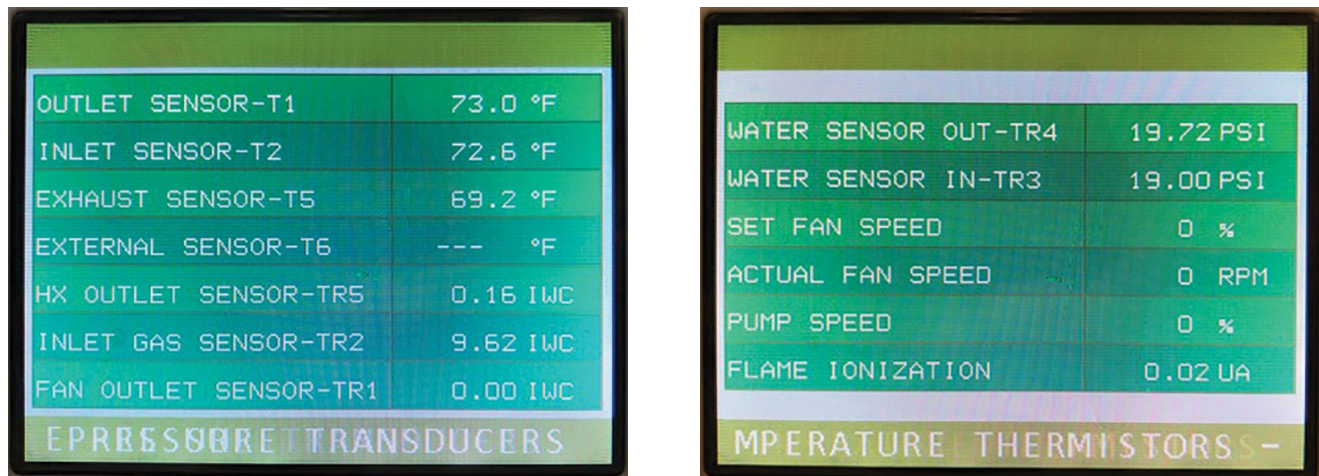 OUTLET SENSOR-T1 73.0 °F
INLET SENSOR-T2 72.6 °F
EXHAUST SENSOR-T5 69.2 °F
EXTERNAL SENSOR-T6 --- °F
HX OUTLET SENSOR-TR5 0.16 IWC
INLET GAS SENSOR-TR2 9.62 IWC
FAN OUTLET SENSOR-TR1 0.00 IWC
TRANSDUCERS
WATER SENSOR OUT-TR4 19.72 PSI
WATER SENSOR IN-TR3 19.00 PSI
SET FAN SPEED 0 %
ACTUAL FAN SPEED 0 RPM
PUMP SPEED 0 %
FLAME IONIZATION 0.02 UA
MPERATURE THERMISTORS -